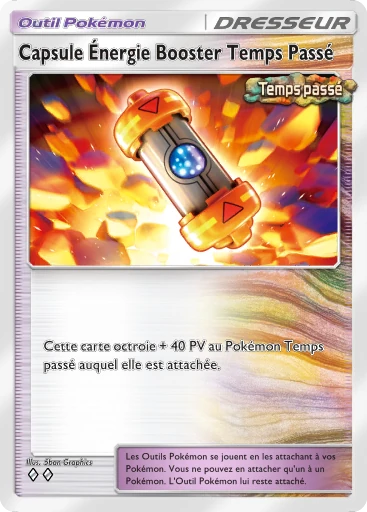 Outil Pokémon
DRESSEUR
Capsule Énergie Booster Temps Passé
Temps passé
Cette carte octroie + 40 PV au Pokémon Temps
passé auquel elle est attachée.
Illus. 5ban Graphics
Les Outils Pokémon se jouent en les attachant à vos
Pokémon. Vous ne pouvez en attacher qu'un à un
Pokémon. L'Outil Pokémon lui reste attaché.